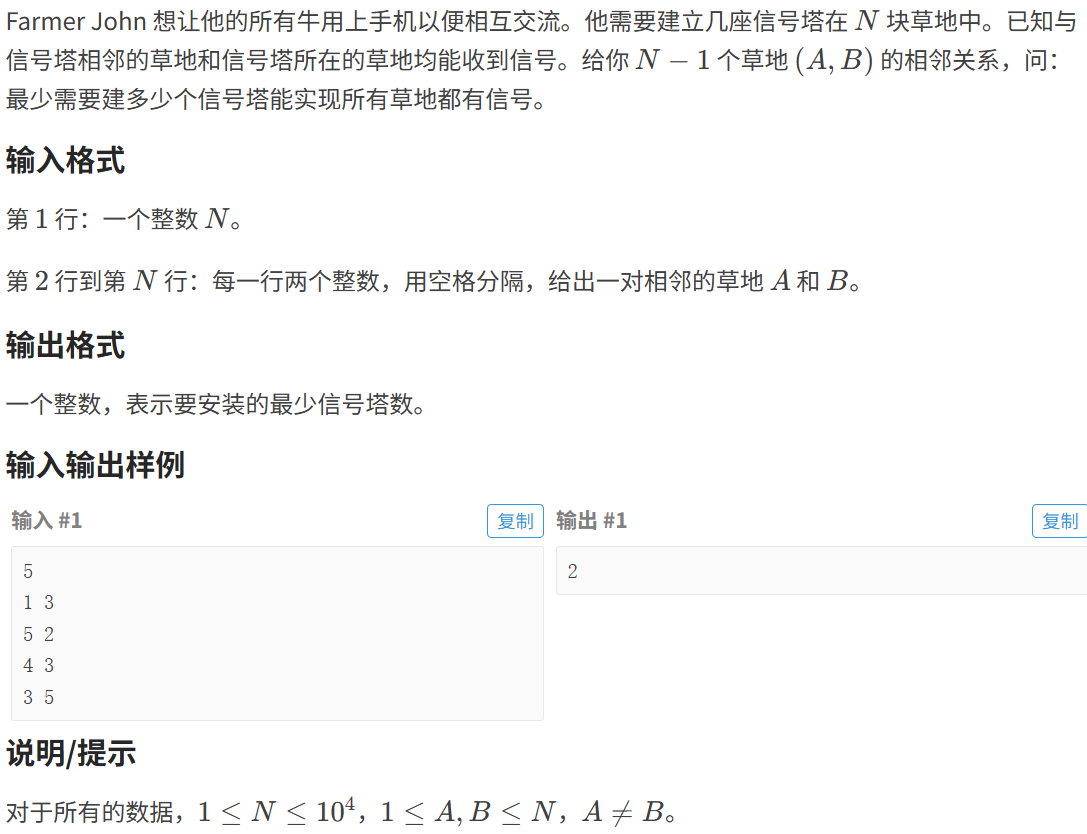 Farmer John 想让他的所有牛用上手机以便相互交流。他需要建立几座信号塔在 N 块草地中。已知与
信号塔相邻的草地和信号塔所在的草地均能收到信号。给你 N − 1 个草地 (A, B) 的相邻关系，问：
最少需要建多少个信号塔能实现所有草地都有信号。
输入格式
第 1 行：一个整数 N。
第 2 行到第 N 行：每一行两个整数，用空格分隔，给出一对相邻的草地 A 和 B。
输出格式
一个整数，表示要安装的最少信号塔数。
输入输出样例
输入 #1 复制 输出 #1 复制
5 2
1 3
5 2
4 3
3 5
说明/提示
对于所有的数据，1 ≤ N ≤ 10⁴，1 ≤ A, B ≤ N，A ≠ B。